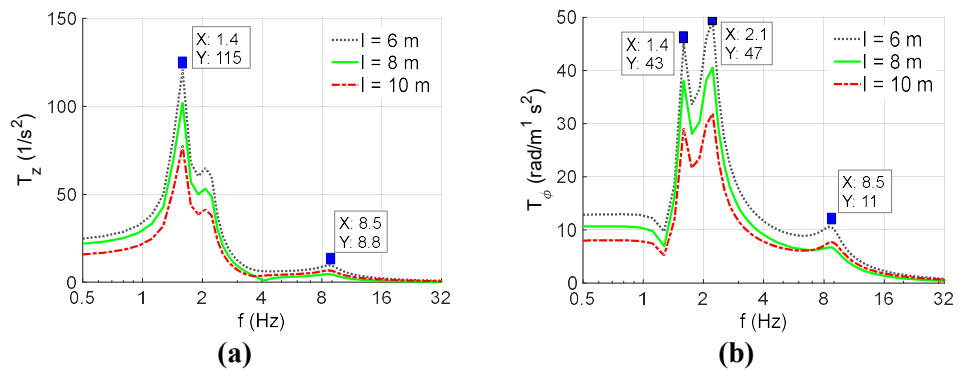 150
100
50
0
T_z (1/s²)
X: 1.4
Y: 115
l = 6 m
l = 8 m
l = 10 m
X: 8.5
Y: 8.8
0.5 1 2 4 8 16 32
f (Hz)
(a)
50
40
30
20
10
0
T_ϕ (rad/m¹ s²)
X: 1.4
Y: 43
X: 2.1
Y: 47
l = 6 m
l = 8 m
l = 10 m
X: 8.5
Y: 11
0.5 1 2 4 8 16 32
f (Hz)
(b)